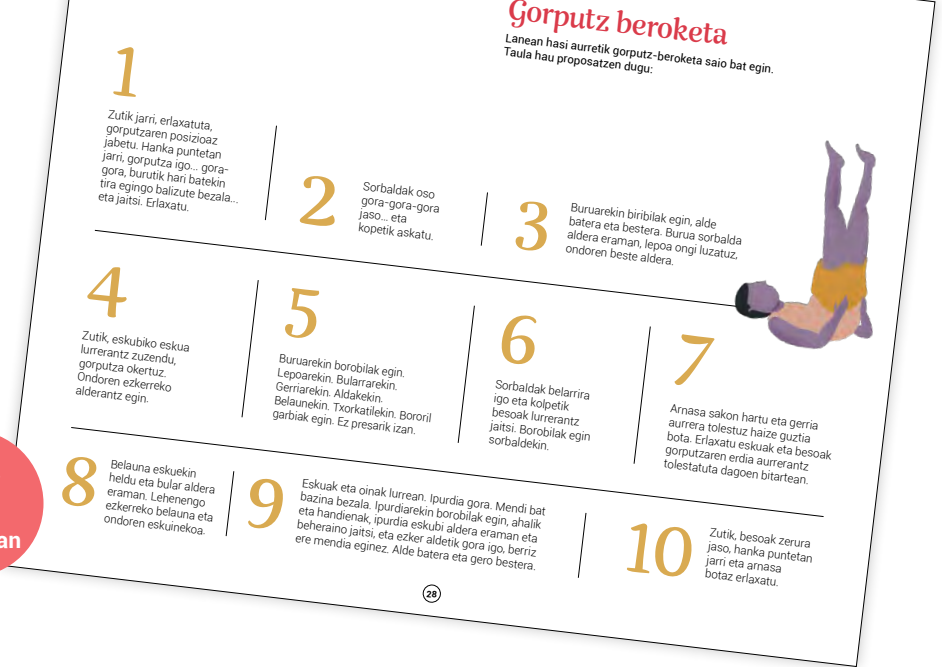 Gorputz beroketa
Lanean hasi aurretik gorputz-beroketa saio bat egin.
Taula hau proposatzen dugu:
1
Zutik jarri, erlaxatuta,
gorputzaren posizioaz
jabetu. Hanka puntetan
jarri, gorputza igo... gora-
gora, burutik hari batekin
tira egingo balizute bezala...
eta jaitsi. Erlaxatu.
2
Sorbaldak oso
gora-gora-gora
jaso... eta
kopetik askatu.
3
Buruarekin biribilak egin, alde
batera eta bestera. Burua sorbalda
aldera eraman, lepoa ongi luzatuz,
ondoren beste aldera.
4
Zutik, eskubiko eskua
lurrerantz zuzendu,
gorputza okertuz.
Ondoren ezkerreko
alderantz egin.
5
Buruarekin borobilak egin.
Lepoarekin. Bularrarekin.
Gerriarekin. Aldakekin.
Belaunekin. Txorkatilekin. Bororil
garbiak egin. Ez presarik izan.
6
Sorbaldak belarrira
igo eta kolpetik
besoak lurrerantz
jaitsi. Borobilak egin
sorbaldekin.
7
Arnasa sakon hartu eta gerria
aurrera tolestuz haize guztia
bota. Erlaxatu eskuak eta besoak
gorputzaren erdia aurrerantz
tolestatuta dagoen bitartean.
8
Belauna eskuekin
heldu eta bular aldera
eraman. Lehenengo
ezkerreko belauna eta
ondoren eskuinekoa.
9
Eskuak eta oinak lurrean. Ipurdia gora. Mendi bat
bazina bezala. Ipurdiarekin borobilak egin, ahalik
eta handienak, ipurdia eskubi aldera eraman eta
beheraino jaitsi, eta ezker aldetik gora igo, berriz
ere mendia eginez. Alde batera eta gero bestera.
10
Zutik, besoak zerura
jaso, hanka puntetan
jarri eta arnasa
botaz erlaxatu.
an
28